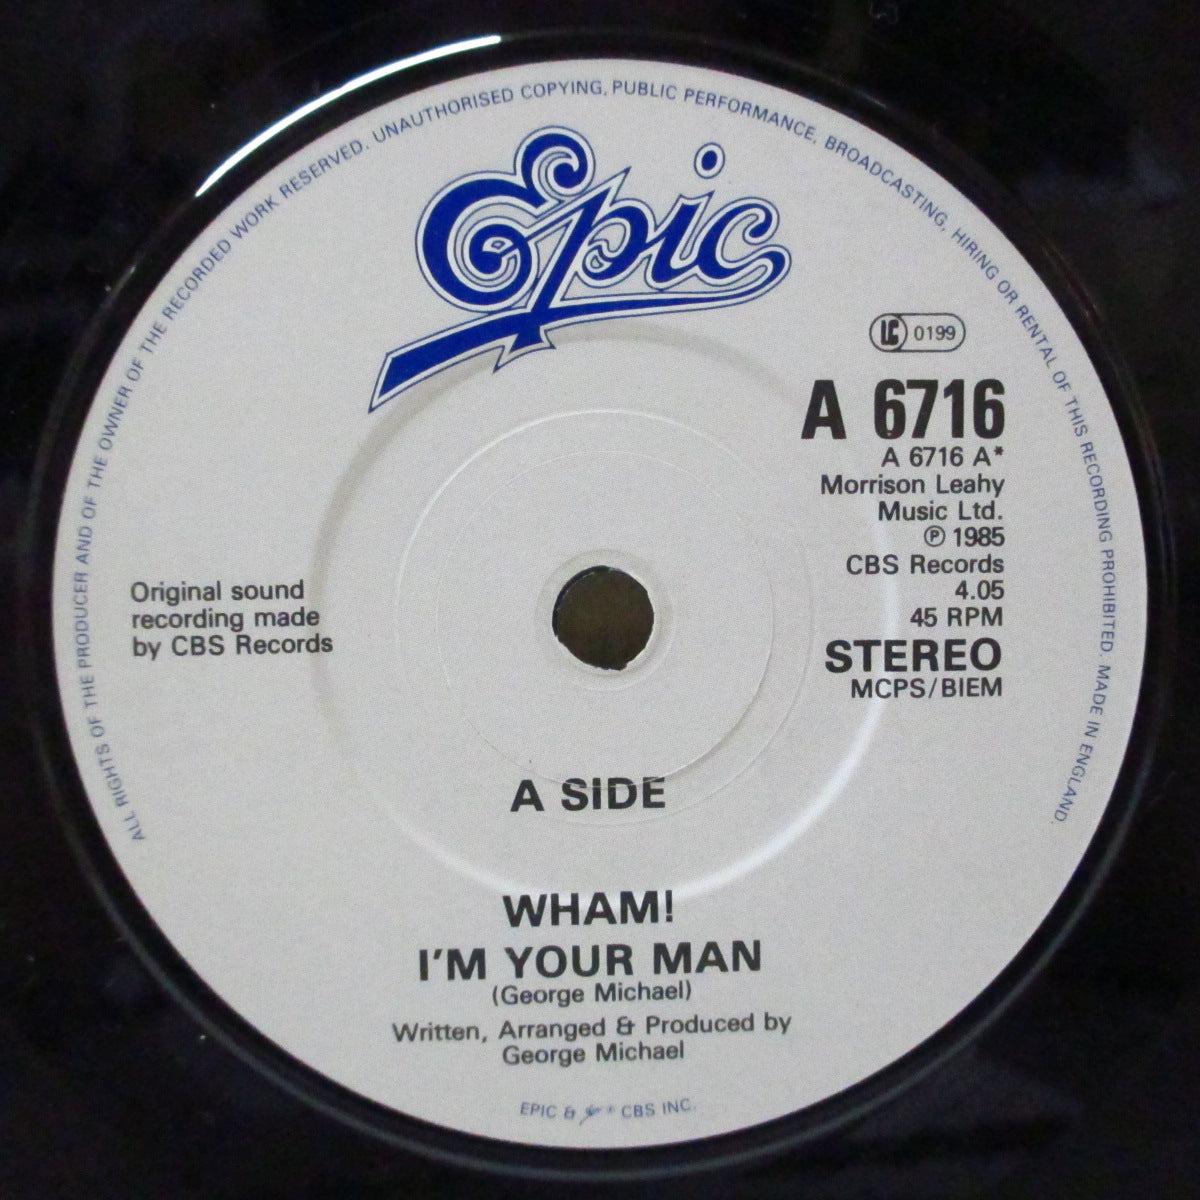 ALL RIGHTS OF THE PRODUCER AND OF THE OWNER OF THE RECORDED WORK RESERVED. UNAUTHORISED COPYING, PUBLIC PERFORMANCE, BROADCASTING, HIRING OR RENTAL OF THIS RECORDING PROHIBITED. MADE IN ENGLAND.
Epic
LC 0199
A 6716
A 6716 A*
Morrison Leahy
Music Ltd.
℗ 1985
CBS Records
4.05
45 RPM
STEREO
MCPS/BIEM
Original sound
recording made
by CBS Records
A SIDE
WHAM!
I'M YOUR MAN
(George Michael)
Written, Arranged & Produced by
George Michael
EPIC & ® CBS INC.